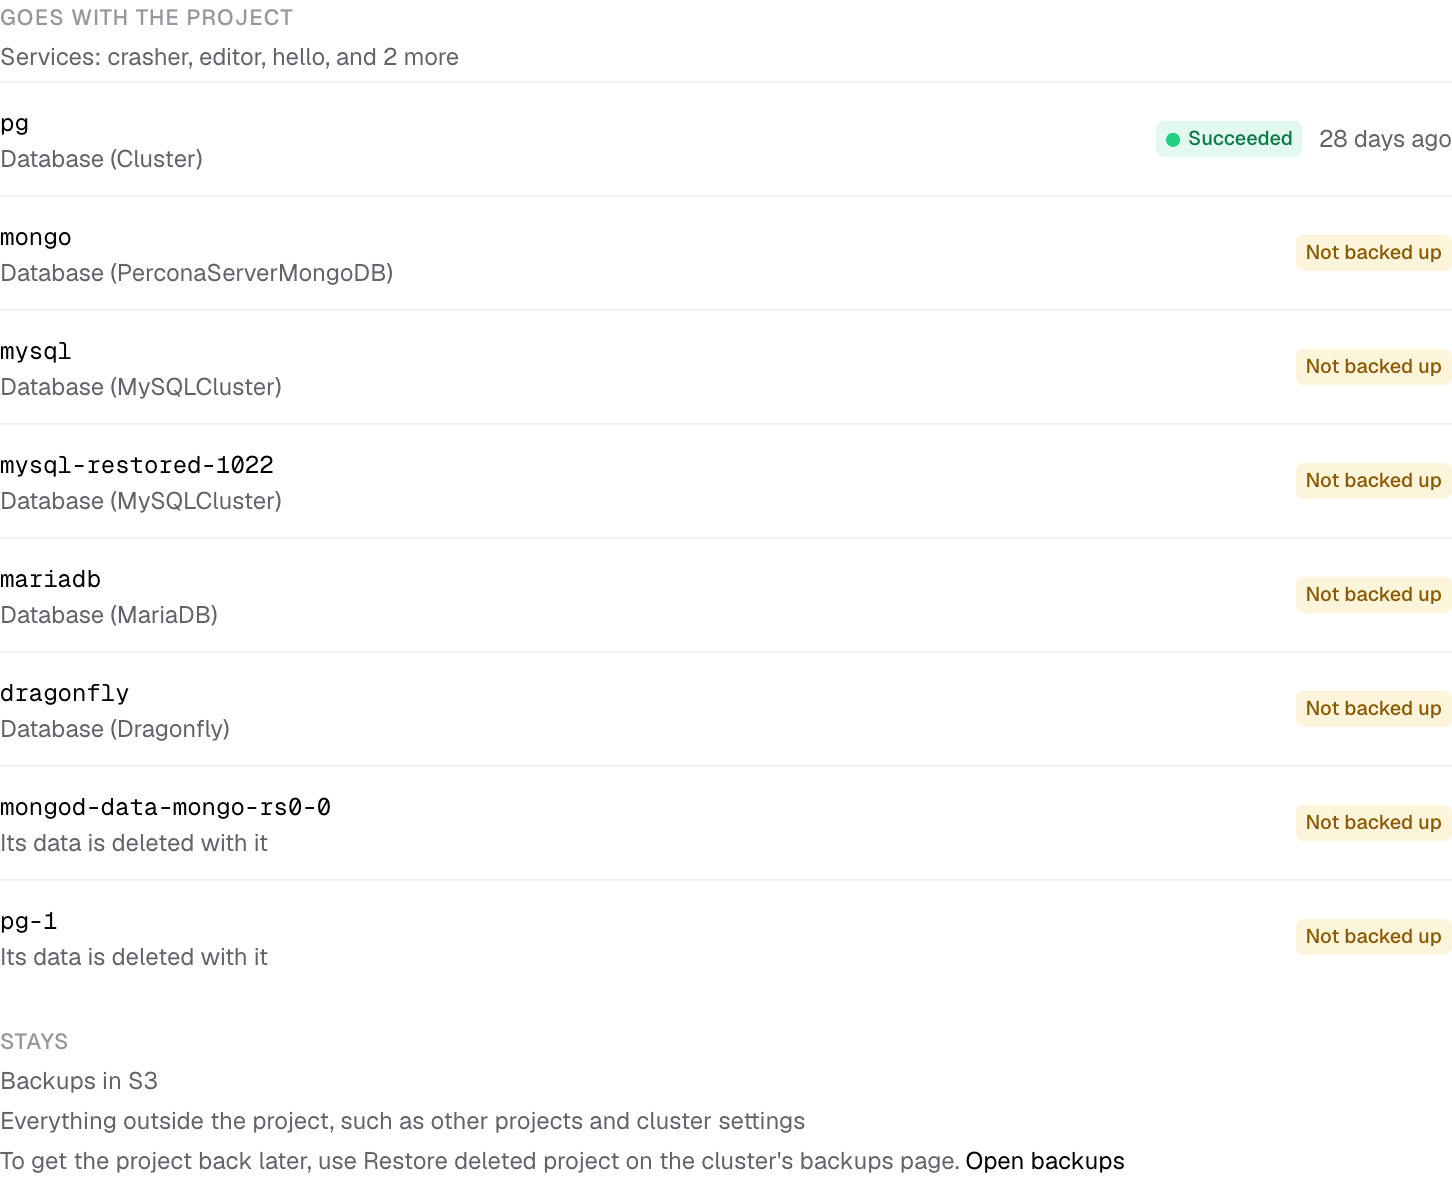 GOES WITH THE PROJECT
Services: crasher, editor, hello, and 2 more
pg
Database (Cluster)
Succeeded 28 days ago
mongo
Database (PerconaServerMongoDB)
Not backed up
mysql
Database (MySQLCluster)
Not backed up
mysql-restored-1022
Database (MySQLCluster)
Not backed up
mariadb
Database (MariaDB)
Not backed up
dragonfly
Database (Dragonfly)
Not backed up
mongod-data-mongo-rs0-0
Its data is deleted with it
Not backed up
pg-1
Its data is deleted with it
Not backed up
STAYS
Backups in S3
Everything outside the project, such as other projects and cluster settings
To get the project back later, use Restore deleted project on the cluster's backups page. Open backups